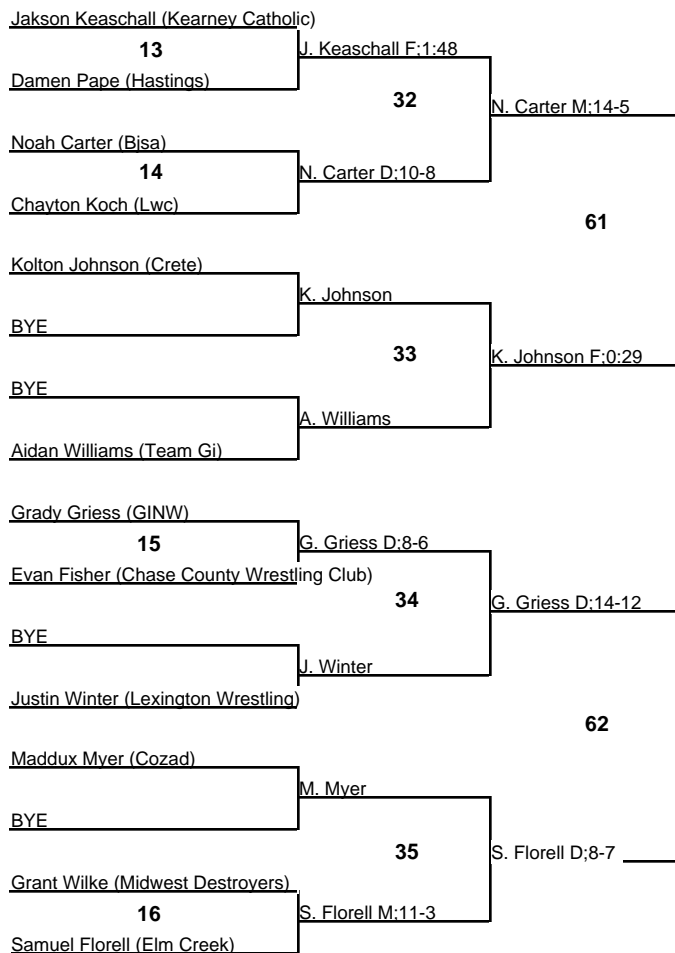 Jakson Keaschall (Kearney Catholic)
13
J. Keaschall F;1:48
Damen Pape (Hastings)
32
N. Carter M;14-5
Noah Carter (Bjsa)
14
N. Carter D;10-8
Chayton Koch (Lwc)
61
Kolton Johnson (Crete)
K. Johnson
BYE
33
K. Johnson F;0:29
BYE
A. Williams
Aidan Williams (Team Gi)
Grady Griess (GINW)
15
G. Griess D;8-6
Evan Fisher (Chase County Wrestling Club)
34
G. Griess D;14-12
BYE
J. Winter
Justin Winter (Lexington Wrestling)
62
Maddux Myer (Cozad)
M. Myer
BYE
35
S. Florell D;8-7
Grant Wilke (Midwest Destroyers)
16
S. Florell M;11-3
Samuel Florell (Elm Creek)